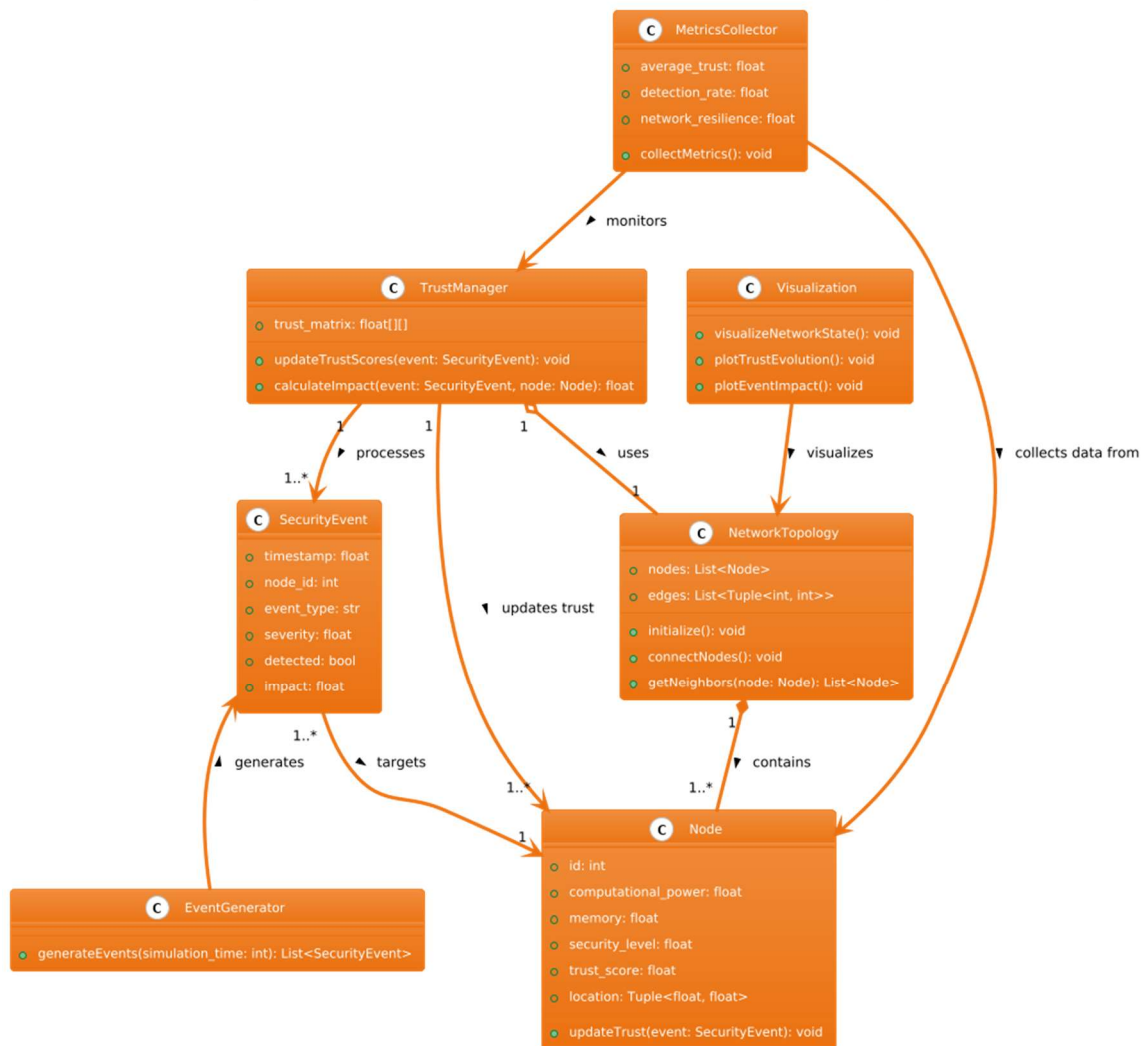 C MetricsCollector
average_trust: float
detection_rate: float
network_resilience: float
collectMetrics(): void
monitors
C TrustManager
trust_matrix: float[][]
updateTrustScores(event: SecurityEvent): void
calculateImpact(event: SecurityEvent, node: Node): float
C Visualization
visualizeNetworkState(): void
plotTrustEvolution(): void
plotEventImpact(): void
1
processes
1..*
1
updates trust
1..*
1
uses
1
visualizes
collects data from
C SecurityEvent
timestamp: float
node_id: int
event_type: str
severity: float
detected: bool
impact: float
C NetworkTopology
nodes: List<Node>
edges: List<Tuple<int, int>>
initialize(): void
connectNodes(): void
getNeighbors(node: Node): List<Node>
generates
1..*
targets
1
1
contains
1..*
C EventGenerator
generateEvents(simulation_time: int): List<SecurityEvent>
C Node
id: int
computational_power: float
memory: float
security_level: float
trust_score: float
location: Tuple<float, float>
updateTrust(event: SecurityEvent): void